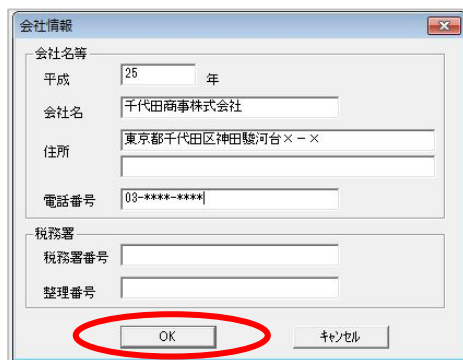 会社情報
会社名等
平成 25 年
会社名 千代田商事株式会社
住所 東京都千代田区神田駿河台×－×
電話番号 03-****-****
税務署
税務署番号
整理番号
OK キャンセル